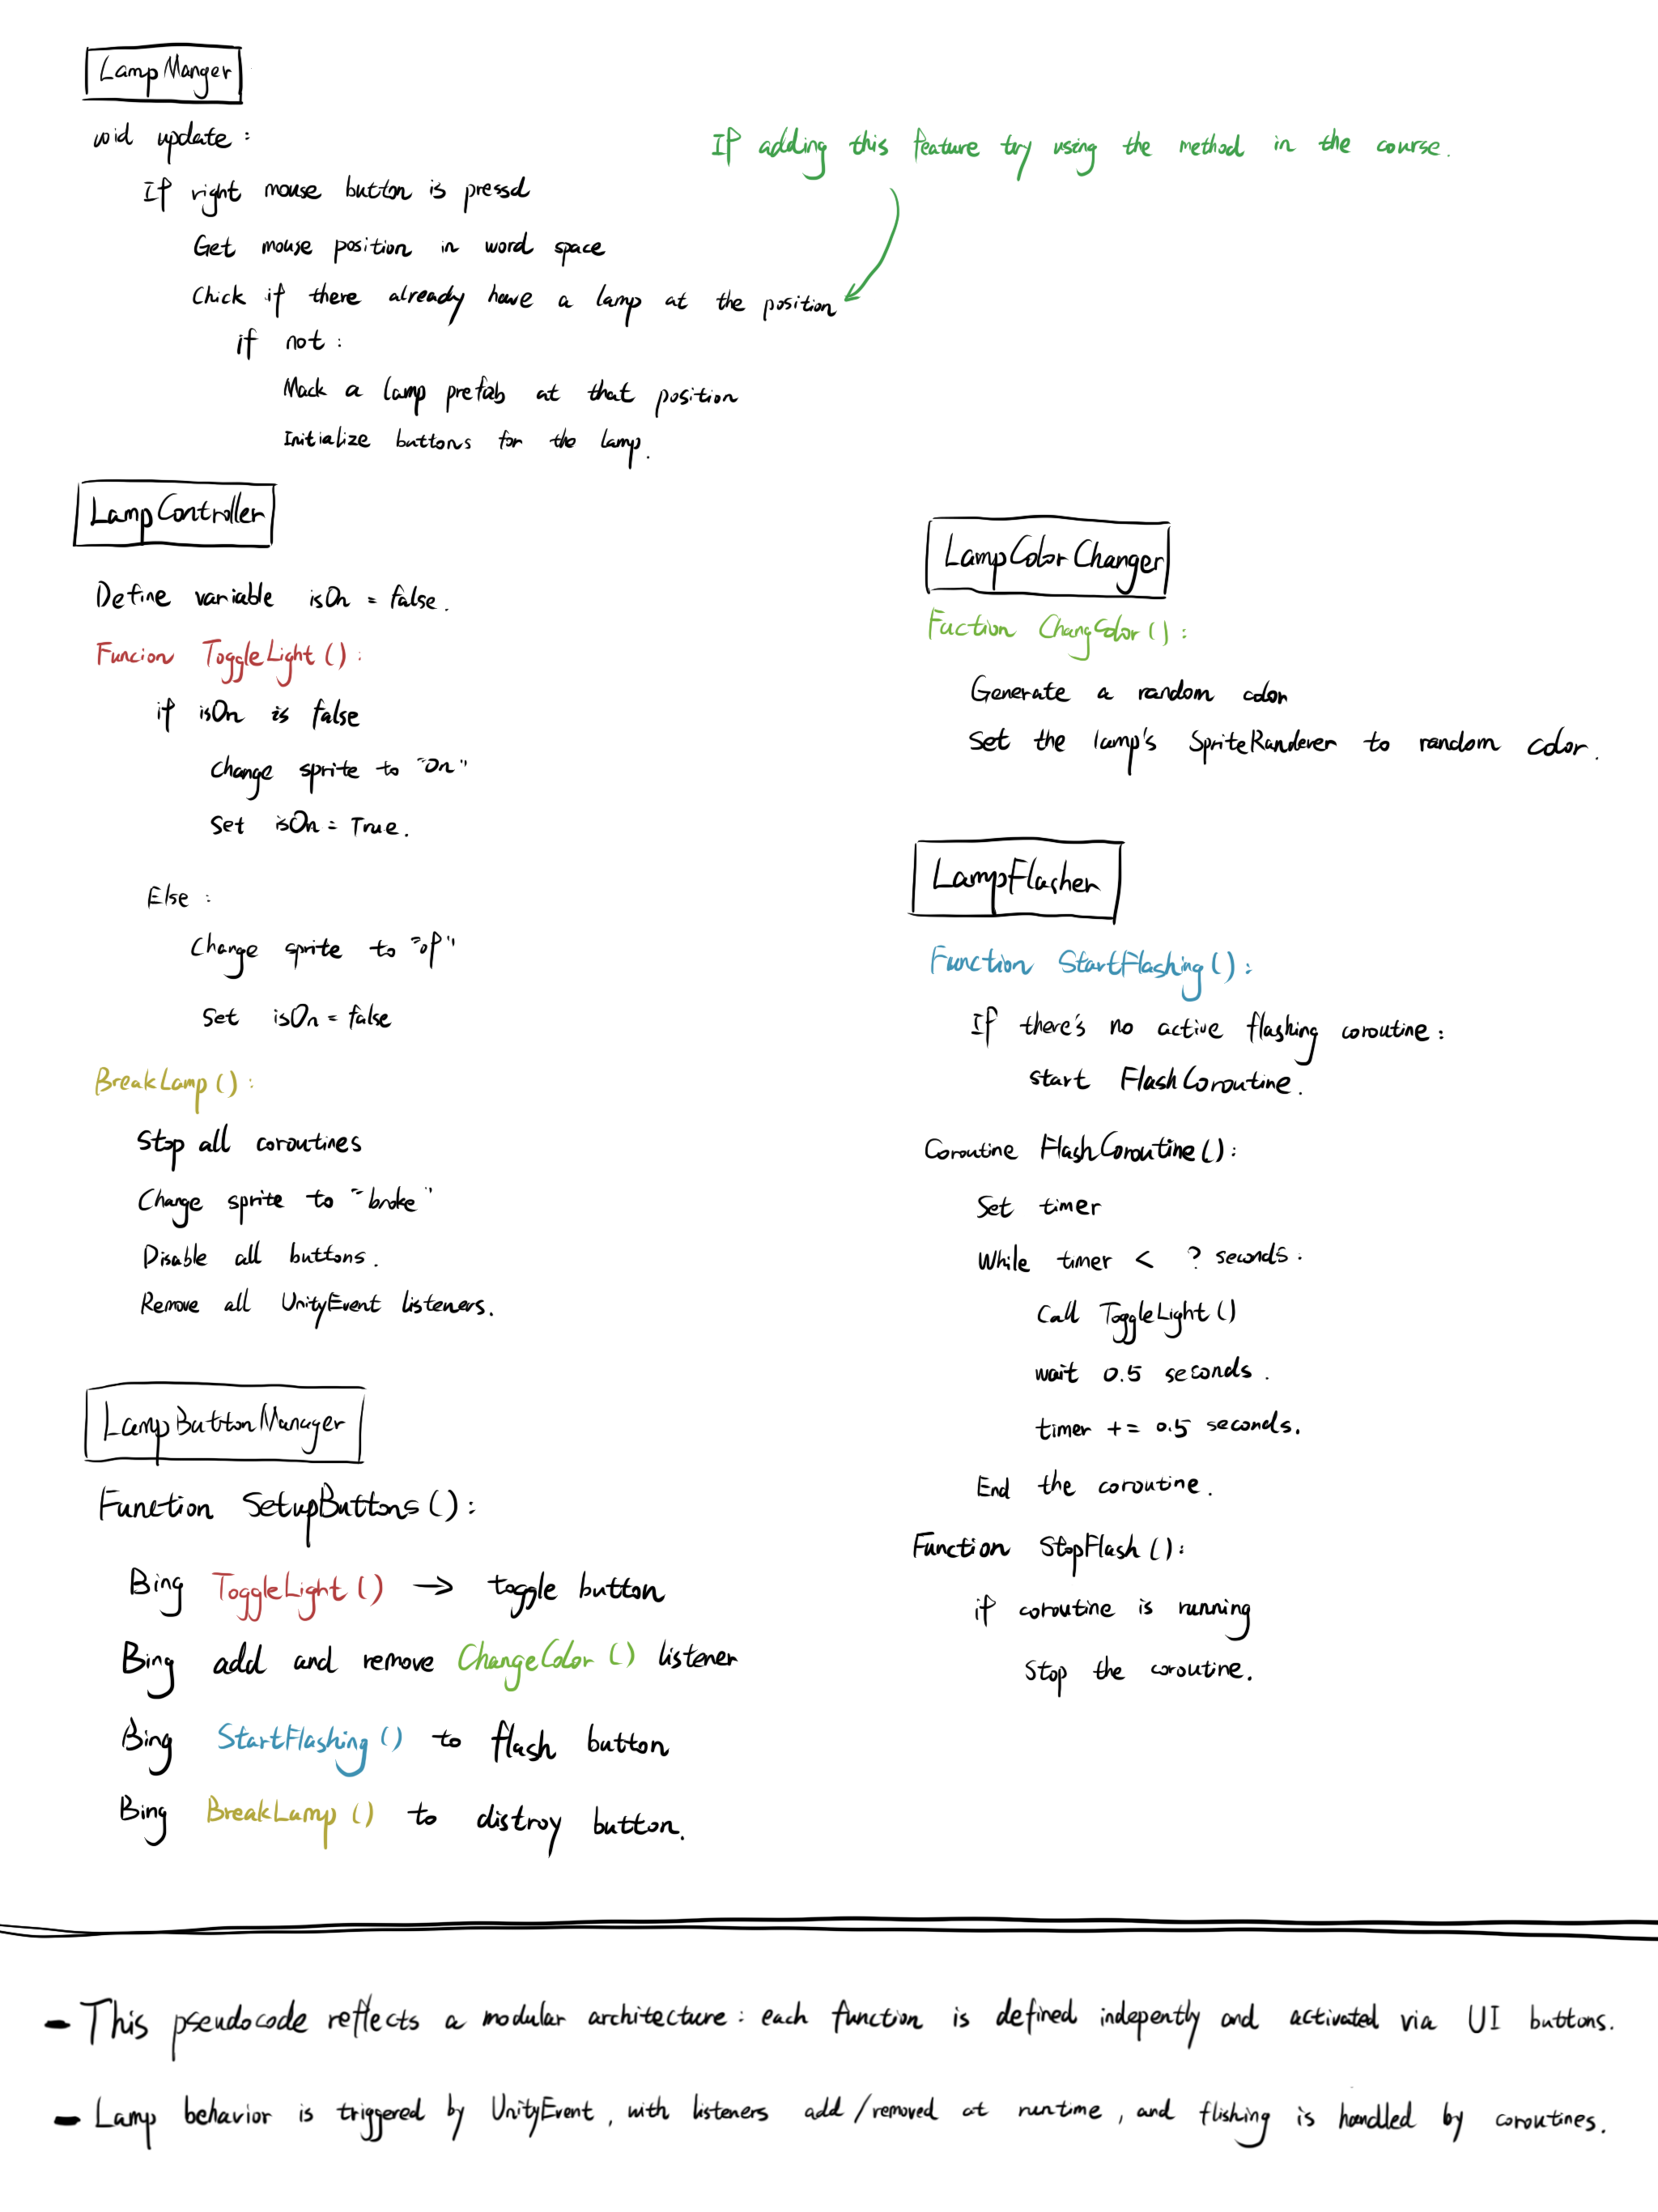 LampManger
void update :
If adding this feature try using the method in the course.
If right mouse button is pressd
Get mouse position in word space
Chick if there already have a lamp at the position
if not :
Mack a lamp prefab at that position
Initialize buttons for the lamp.
LampController
Define variable isOn = false.
Funcion ToggleLight () :
if isOn is false
change sprite to "On"
Set isOn = True.
Else :
Change sprite to "of"
Set isOn = false
BreakLamp () :
Stop all coroutines
Change sprite to "broke"
Disable all buttons.
Remove all UnityEvent listeners.
LampButtonManager
Function SetupButtons () :
Bing ToggleLight () → toggle button
Bing add and remove ChangeColor () listener
Bing StartFlashing () to flash button
Bing BreakLamp () to distroy button.
LampColorChanger
Fuction ChangColor () :
Generate a random color
Set the lamp's SpriteRanderer to random color.
LampFlasher
Function StartFlashing () :
If there's no active flashing coroutine :
start FlashCoroutine.
Coroutine FlashCoroutine () :
Set timer
While timer < ? seconds :
Call ToggleLight ()
wait 0.5 seconds .
timer += 0.5 seconds.
End the coroutine .
Function StopFlash () :
if coroutine is running
Stop the coroutine.
- This pseudocode reflects a modular architecture : each function is defined indepently and activated via UI buttons.
- Lamp behavior is triggered by UnityEvent, with listeners add / removed at runtime, and flishing is handled by coroutines.